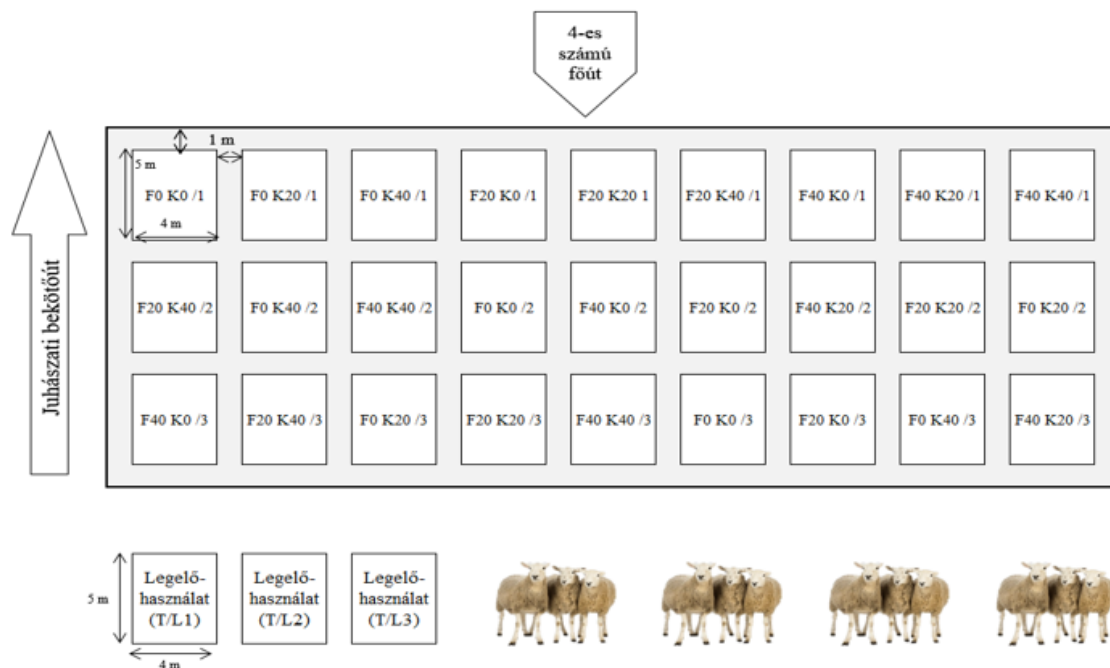 4-es
számú
főút
Juhászati bekötőút
1 m
5 m
4 m
F0 K0 /1
F0 K20 /1
F0 K40 /1
F20 K0 /1
F20 K20 1
F20 K40 /1
F40 K0 /1
F40 K20 /1
F40 K40 /1
F20 K40 /2
F0 K40 /2
F40 K40 /2
F0 K0 /2
F40 K0 /2
F20 K0 /2
F40 K20 /2
F20 K20 /2
F0 K20 /2
F40 K0 /3
F20 K40 /3
F0 K20 /3
F20 K20 /3
F40 K40 /3
F0 K0 /3
F20 K0 /3
F0 K40 /3
F40 K20 /3
5 m
Legelő-
használat
(T/L1)
Legelő-
használat
(T/L2)
Legelő-
használat
(T/L3)
4 m